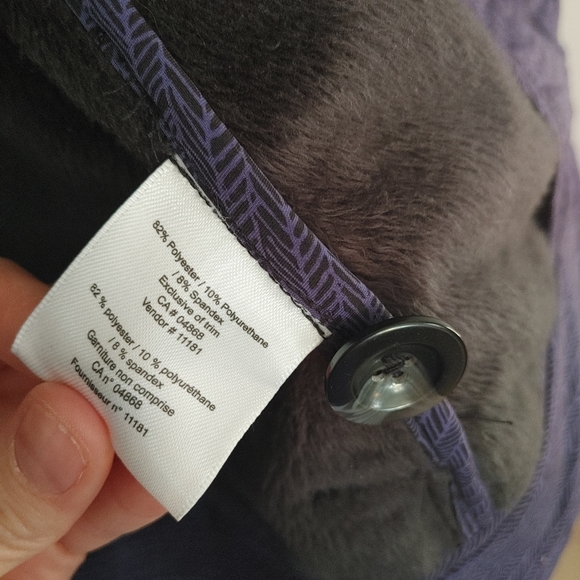 82% Polyester / 10% Polyurethane
/ 8% Spandex
Exclusive of trim
CA # 04868
Vendor # 11181
82 % polyester / 10 % polyuréthane
/ 8 % spandex
Garniture non comprise
CA n° 04868
Fournisseur n° 11181